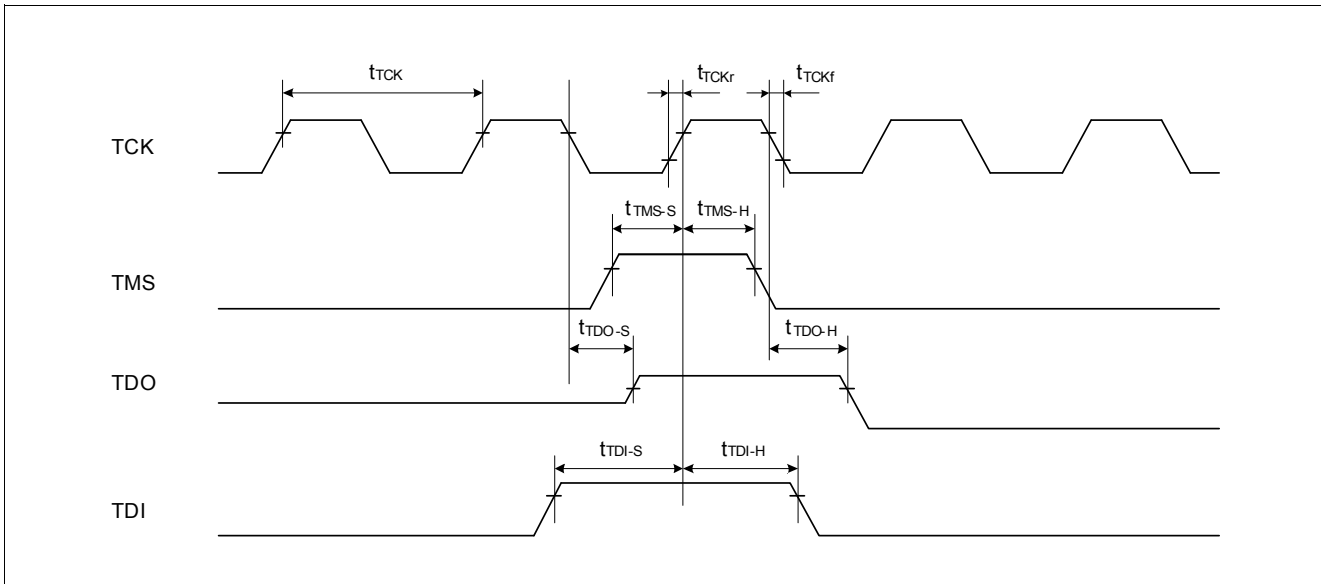 tTCK
tTCKr
tTCKf
TCK
tTMS-S
tTMS-H
TMS
tTDO-S
tTDO-H
TDO
tTDI-S
tTDI-H
TDI